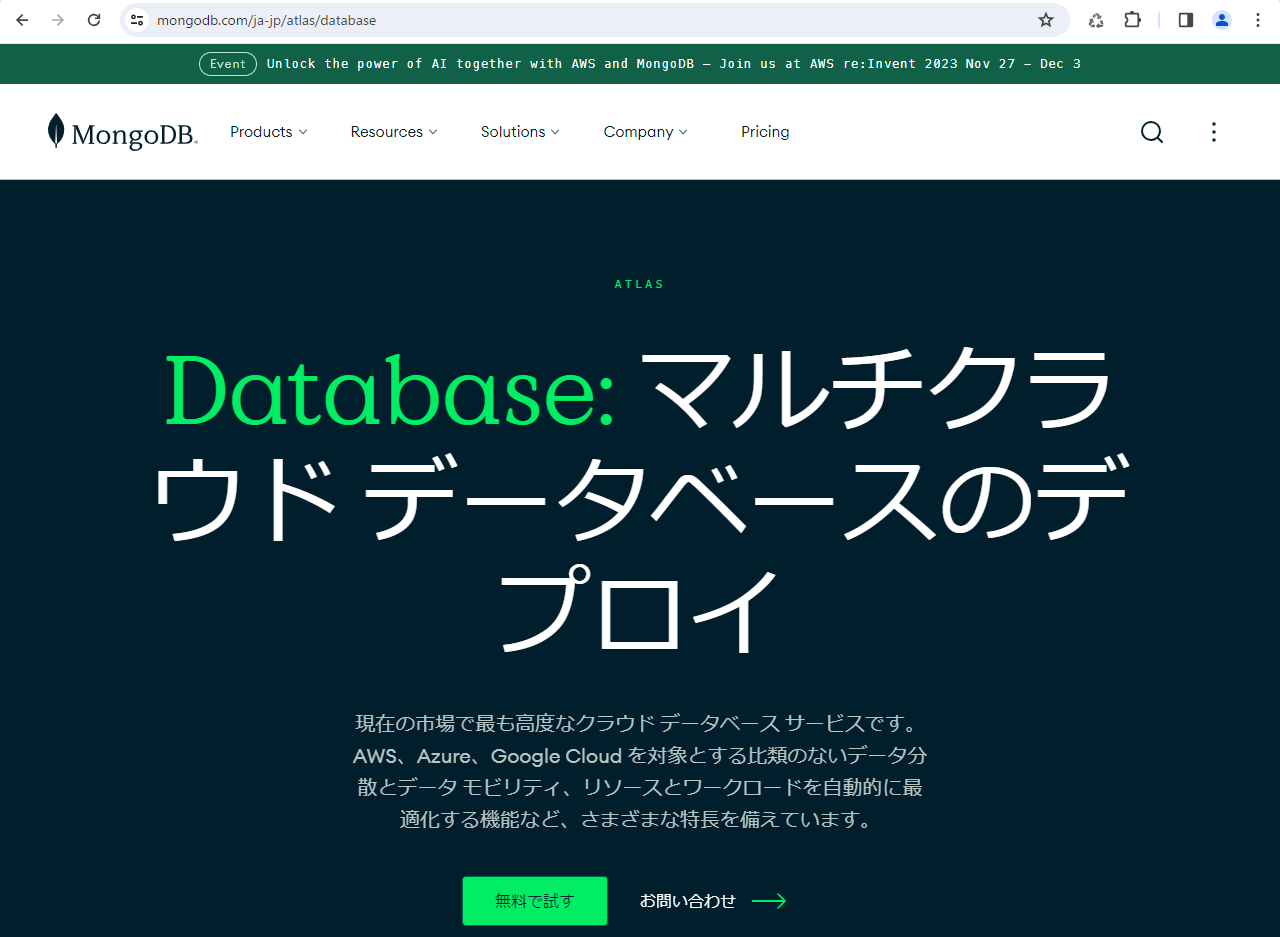 mongodb.com/ja-jp/atlas/database
Event Unlock the power of AI together with AWS and MongoDB — Join us at AWS re:Invent 2023 Nov 27 – Dec 3
MongoDB. Products Resources Solutions Company Pricing
ATLAS
Database: マルチクラ
ウド データベースのデ
プロイ
現在の市場で最も高度なクラウド データベース サービスです。
AWS、Azure、Google Cloud を対象とする比類のないデータ分
散とデータ モビリティ、リソースとワークロードを自動的に最
適化する機能など、さまざまな特長を備えています。
無料で試す お問い合わせ